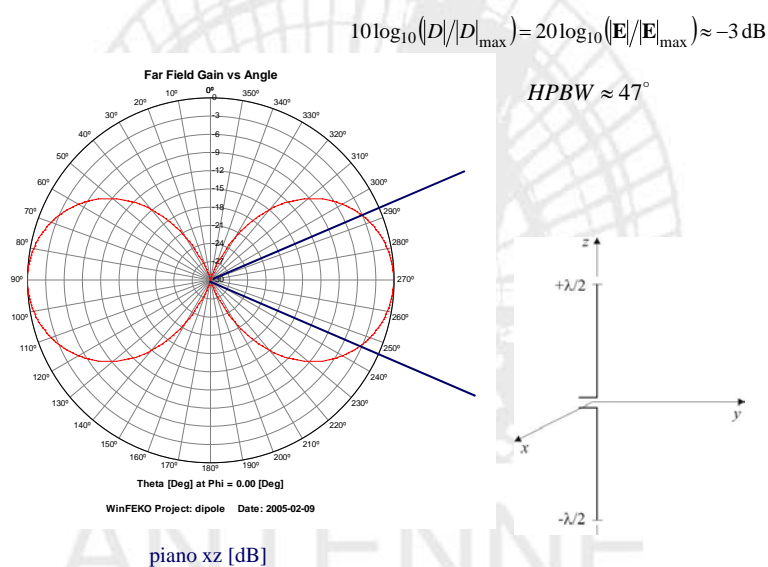 10log₁₀(|D|/|D|max) = 20log₁₀(|E|/|E|max) ≈ −3 dB
HPBW ≈ 47°
Far Field Gain vs Angle
0º
10º
20º
30º
40º
50º
60º
70º
80º
90º
100º
110º
120º
130º
140º
150º
160º
170º
180º
190º
200º
210º
220º
230º
240º
250º
260º
270º
280º
290º
300º
310º
320º
330º
340º
350º
0
-3
-6
-9
-12
-15
-18
-21
-24
-27
-30
Theta [Deg] at Phi = 0.00 [Deg]
WinFEKO Project: dipole Date: 2005-02-09
z
+λ/2
y
x
-λ/2
ANTENNE
piano xz [dB]